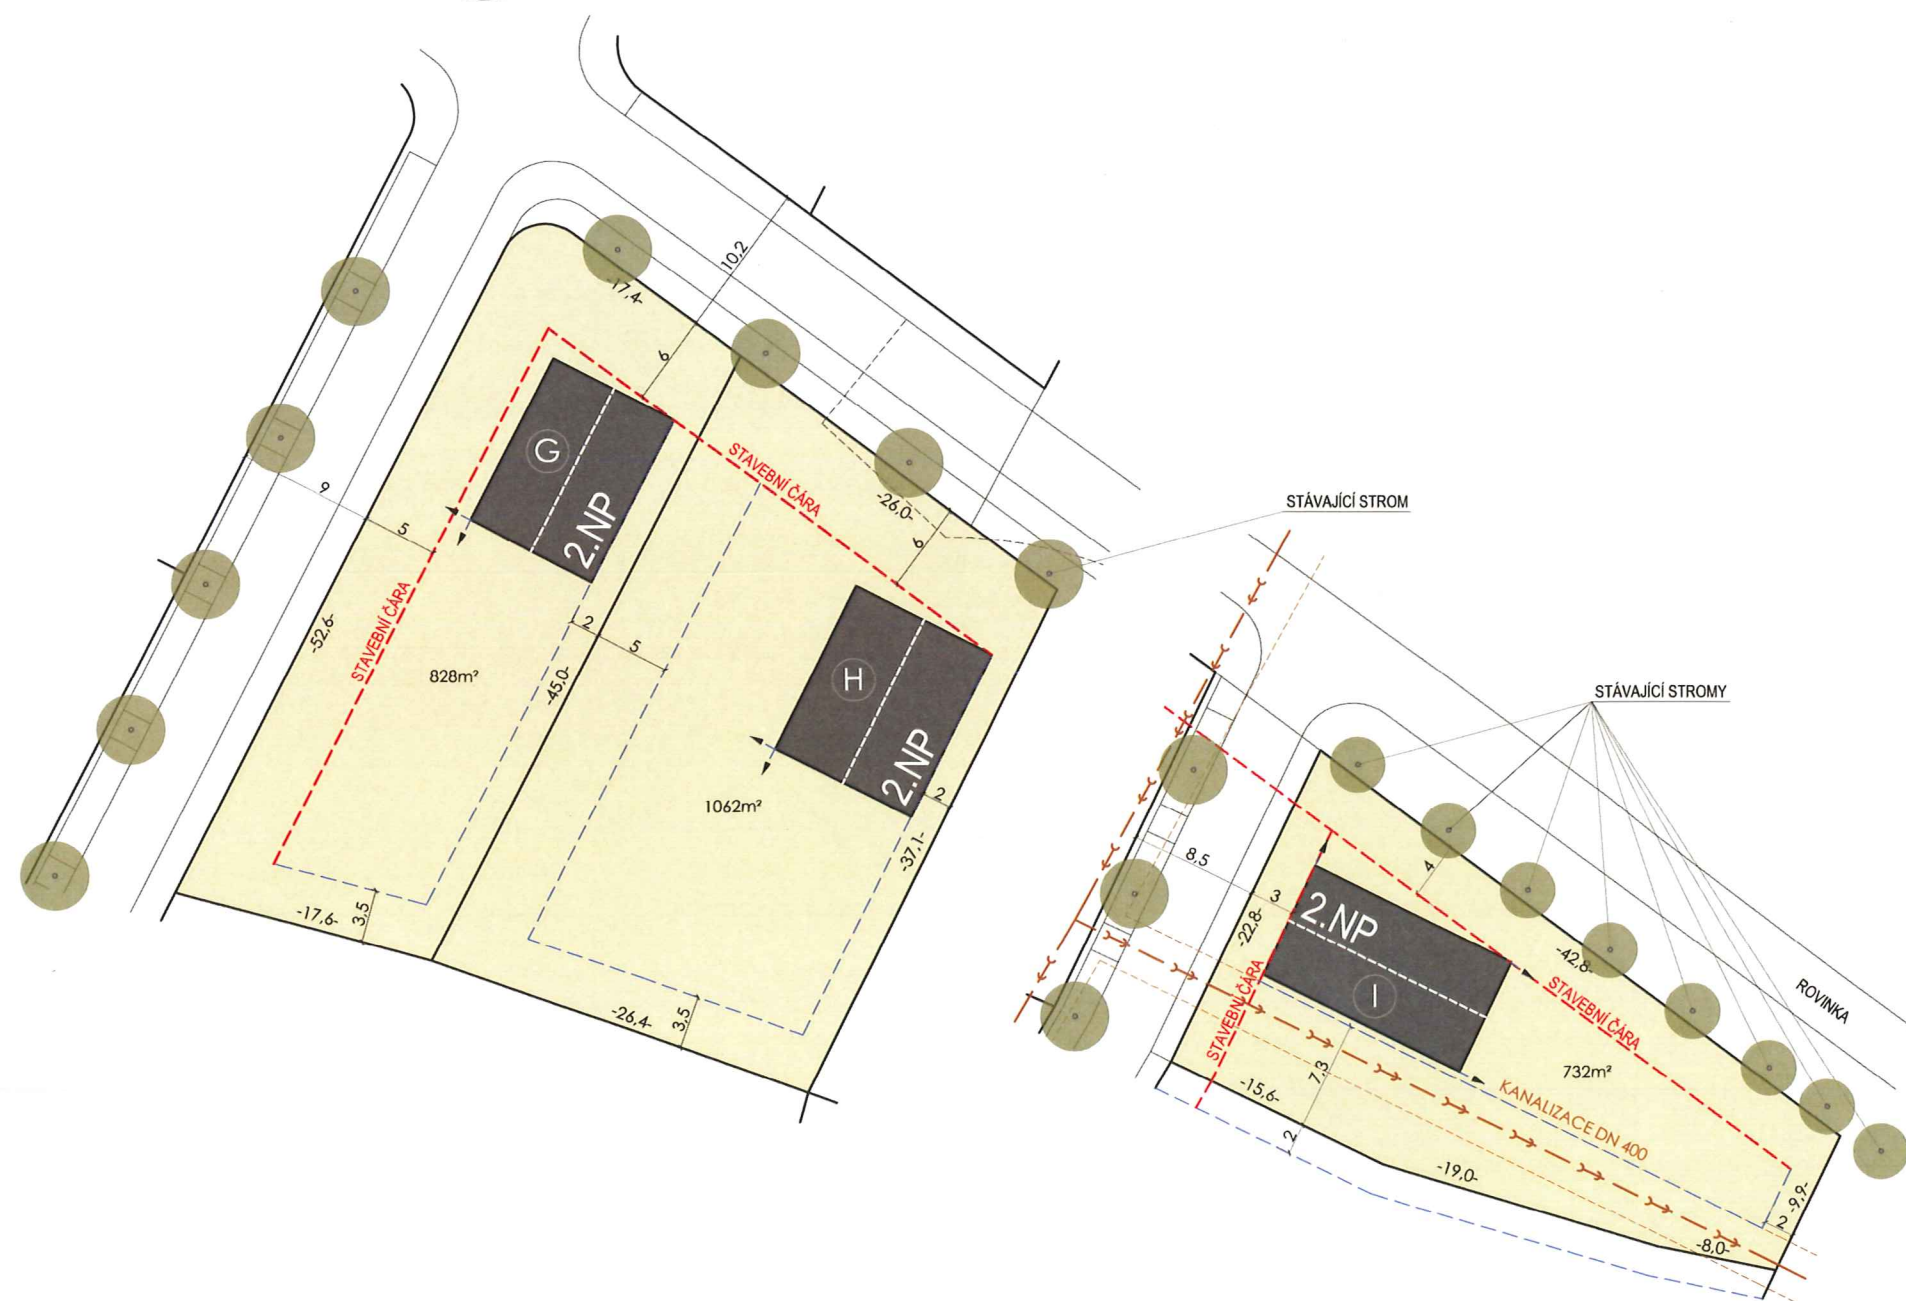 10,2
-17,4-
6
G
2.NP
STAVEBNÍ ČÁRA
-26,0-
6
STÁVAJÍCÍ STROM
9
5
-52,6-
STAVEBNÍ ČÁRA
828m²
2
5
-45,0-
H
2.NP
1062m²
2
-37,1-
-17,6-
3,5
-26,4-
3,5
STÁVAJÍCÍ STROMY
8,5
3
4
-22,8-
2.NP
I
-42,8-
ROVINKA
STAVEBNÍ ČÁRA
STAVEBNÍ ČÁRA
732m²
7,3
-15,6-
KANALIZACE DN 400
2
-19,0-
-9,9-
2
-8,0-